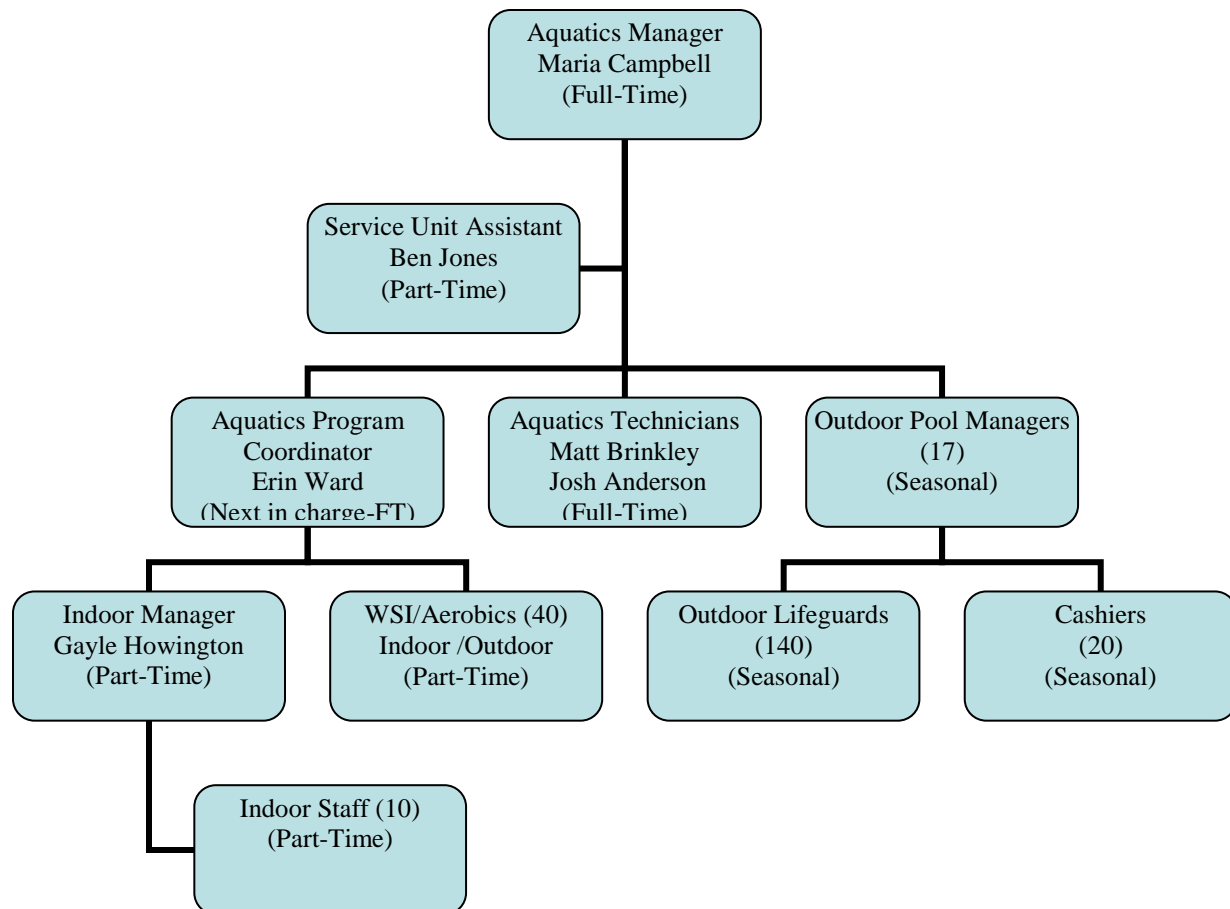 Aquatics Manager
Maria Campbell
(Full-Time)
Service Unit Assistant
Ben Jones
(Part-Time)
Aquatics Program
Coordinator
Erin Ward
(Next in charge-FT)
Aquatics Technicians
Matt Brinkley
Josh Anderson
(Full-Time)
Outdoor Pool Managers
(17)
(Seasonal)
Indoor Manager
Gayle Howington
(Part-Time)
WSI/Aerobics (40)
Indoor /Outdoor
(Part-Time)
Outdoor Lifeguards
(140)
(Seasonal)
Cashiers
(20)
(Seasonal)
Indoor Staff (10)
(Part-Time)